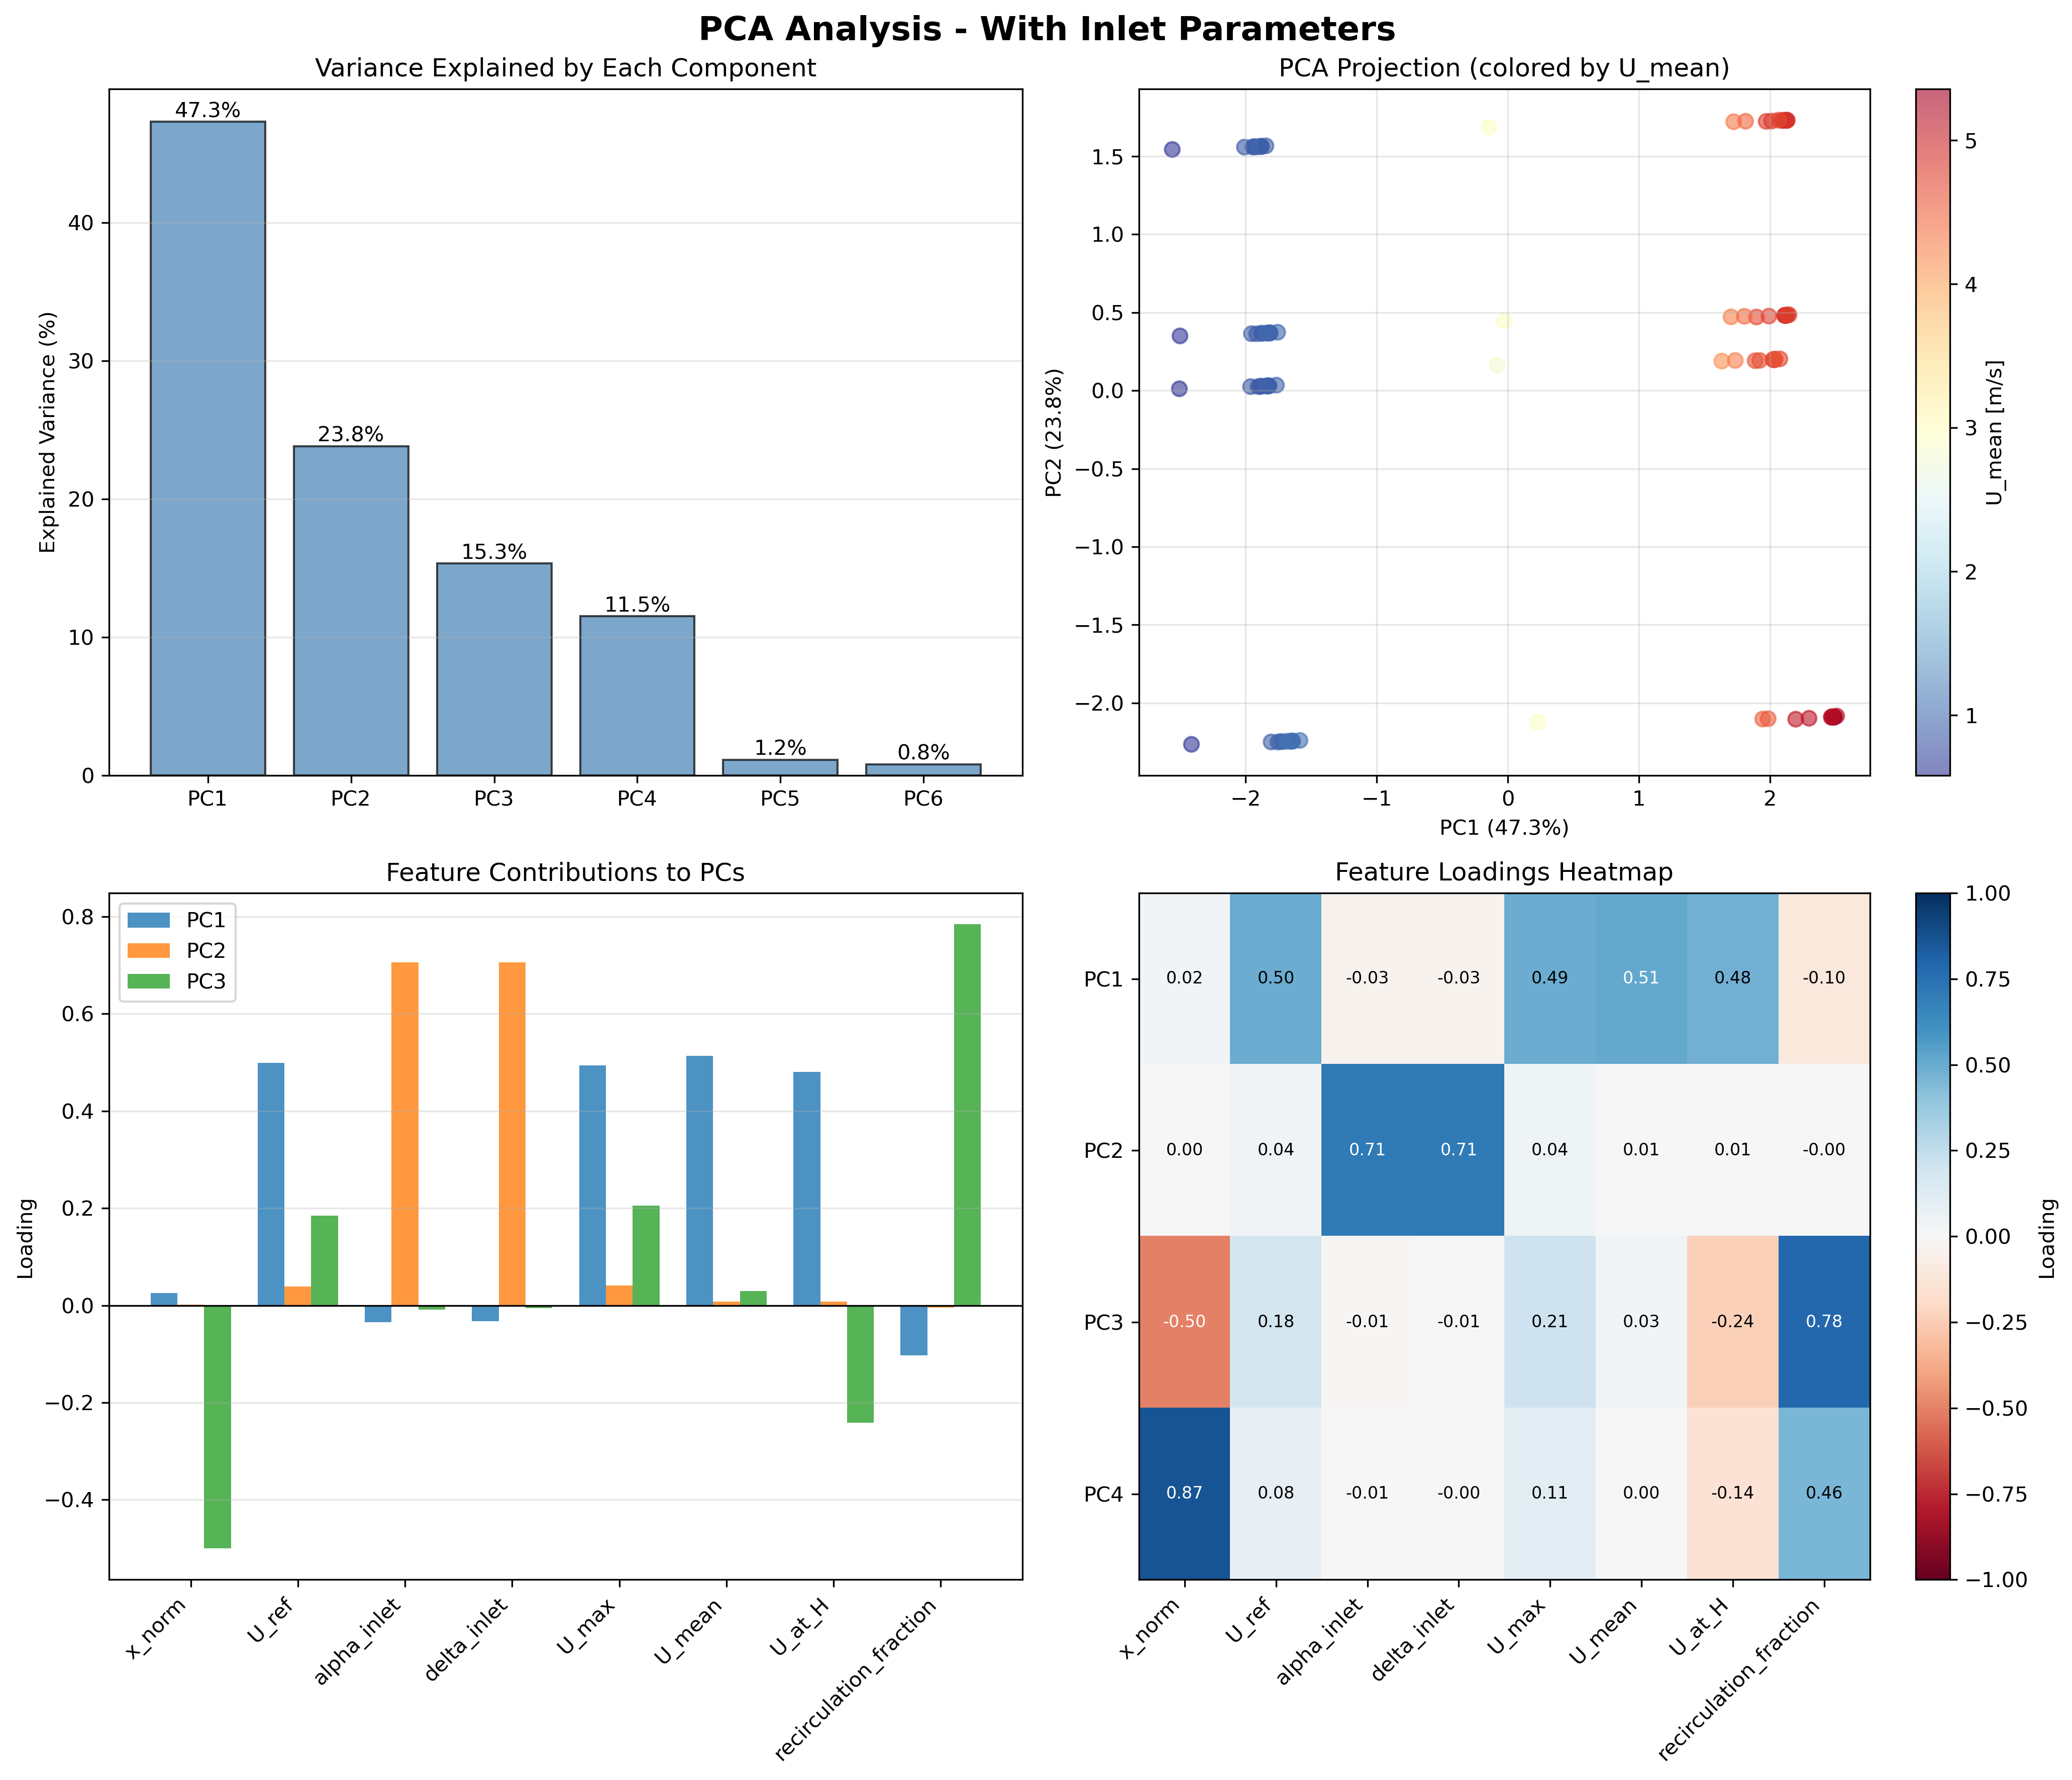 PCA Analysis - With Inlet Parameters
Variance Explained by Each Component
47.3%
23.8%
15.3%
11.5%
1.2%
0.8%
Explained Variance (%)
40
30
20
10
0
PC1 PC2 PC3 PC4 PC5 PC6
PCA Projection (colored by U_mean)
PC2 (23.8%)
1.5
1.0
0.5
0.0
−0.5
−1.0
−1.5
−2.0
−2 −1 0 1 2
PC1 (47.3%)
5
4
3
2
1
U_mean [m/s]
Feature Contributions to PCs
PC1
PC2
PC3
Loading
0.8
0.6
0.4
0.2
0.0
−0.2
−0.4
x_norm
U_ref
alpha_inlet
delta_inlet
U_max
U_mean
U_at_H
recirculation_fraction
Feature Loadings Heatmap
PC1 0.02 0.50 -0.03 -0.03 0.49 0.51 0.48 -0.10
PC2 0.00 0.04 0.71 0.71 0.04 0.01 0.01 -0.00
PC3 -0.50 0.18 -0.01 -0.01 0.21 0.03 -0.24 0.78
PC4 0.87 0.08 -0.01 -0.00 0.11 0.00 -0.14 0.46
x_norm
U_ref
alpha_inlet
delta_inlet
U_max
U_mean
U_at_H
recirculation_fraction
1.00
0.75
0.50
0.25
0.00
−0.25
−0.50
−0.75
−1.00
Loading